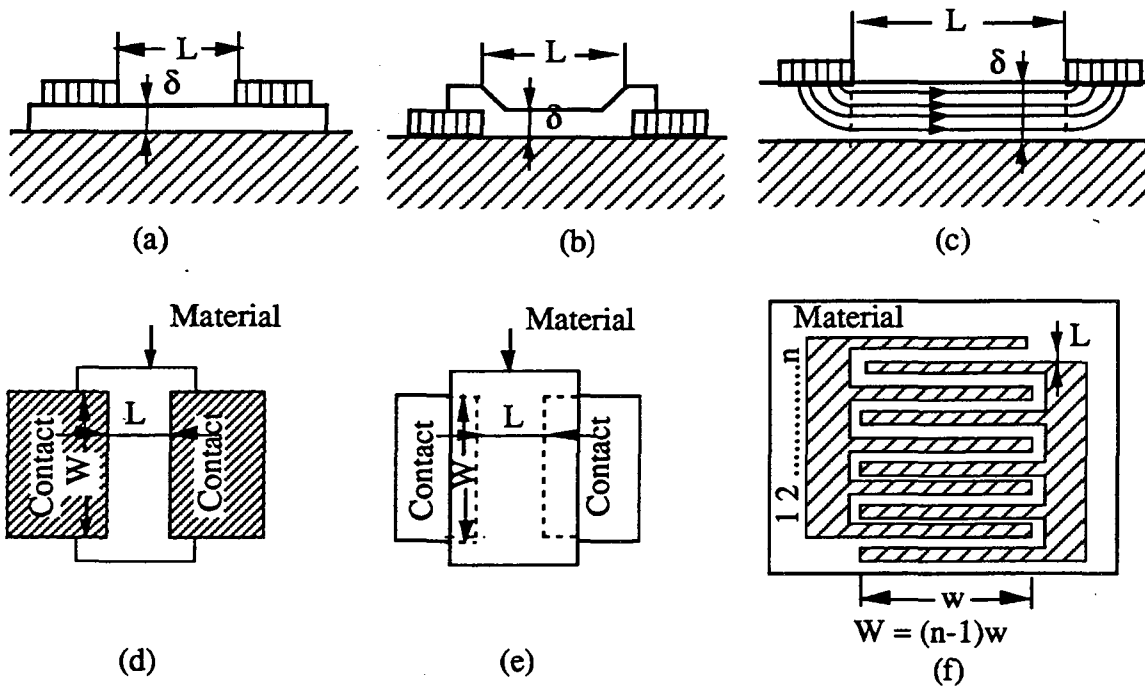 L
δ
(a)
L
δ
(b)
L
δ
(c)
Material
Contact
W
L
Contact
(d)
Material
Contact
W
L
Contact
(e)
Material
1 2 ..........n
L
w
W = (n-1)w
(f)